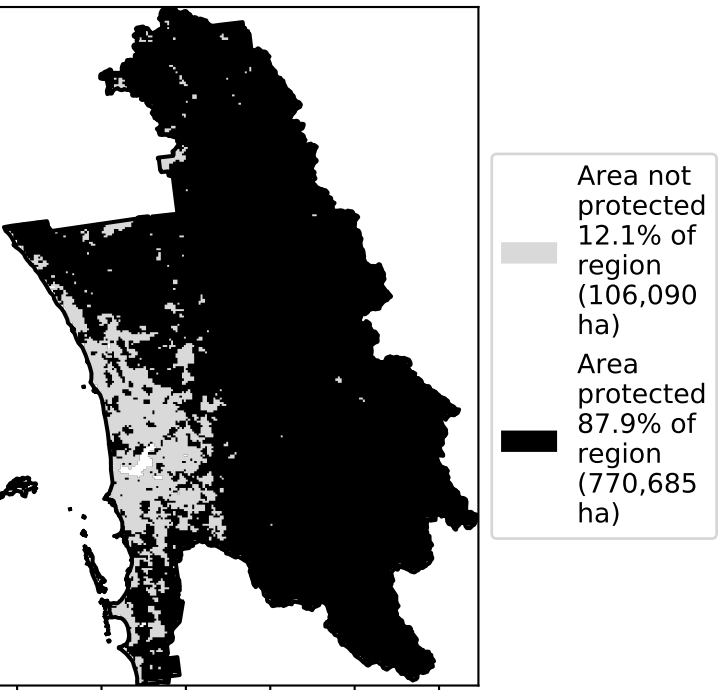 Area not
protected
12.1% of
region
(106,090
ha)
Area
protected
87.9% of
region
(770,685
ha)